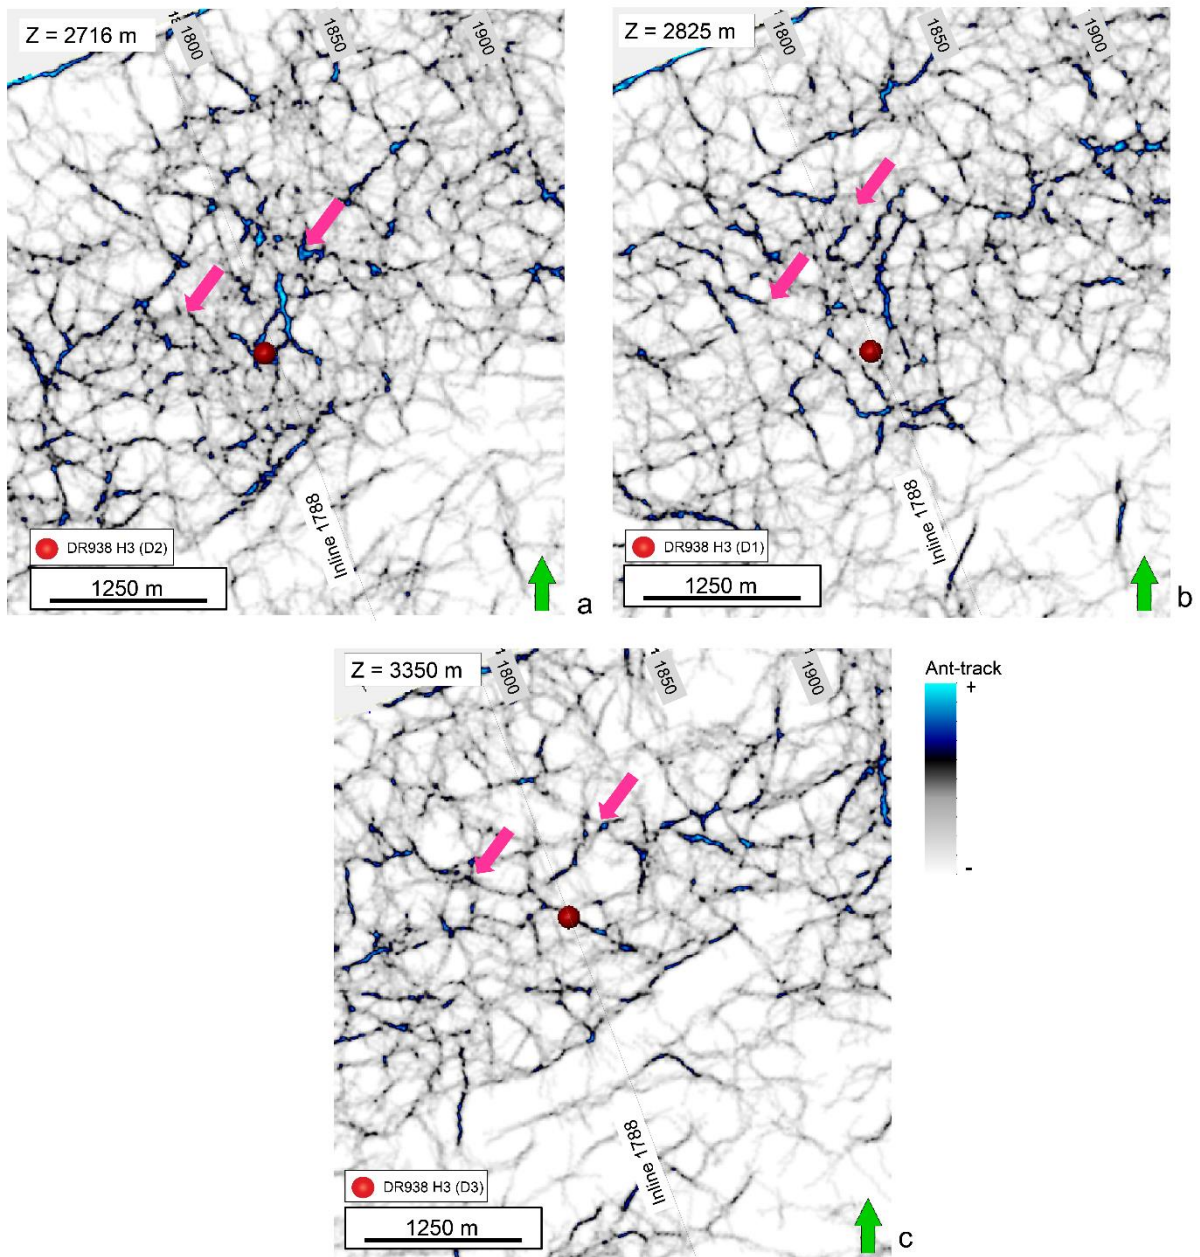 Z = 2716 m
1800
1850
1900
Inline 1788
DR938 H3 (D2)
1250 m
a
Z = 2825 m
1800
1850
1900
Inline 1788
DR938 H3 (D1)
1250 m
b
Z = 3350 m
1800
1850
1900
Inline 1788
DR938 H3 (D3)
1250 m
c
Ant-track
+
-